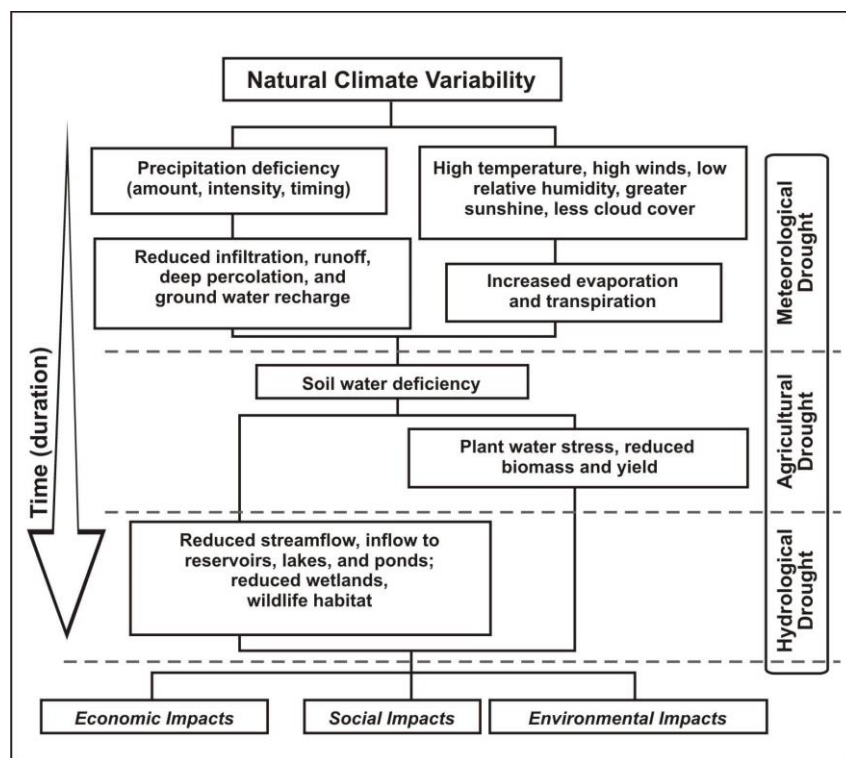 Natural Climate Variability
Precipitation deficiency
(amount, intensity, timing)
High temperature, high winds, low
relative humidity, greater
sunshine, less cloud cover
Reduced infiltration, runoff,
deep percolation, and
ground water recharge
Increased evaporation
and transpiration
Meteorological
Drought
Time (duration)
Soil water deficiency
Plant water stress, reduced
biomass and yield
Agricultural
Drought
Reduced streamflow, inflow to
reservoirs, lakes, and ponds;
reduced wetlands,
wildlife habitat
Hydrological
Drought
Economic Impacts
Social Impacts
Environmental Impacts